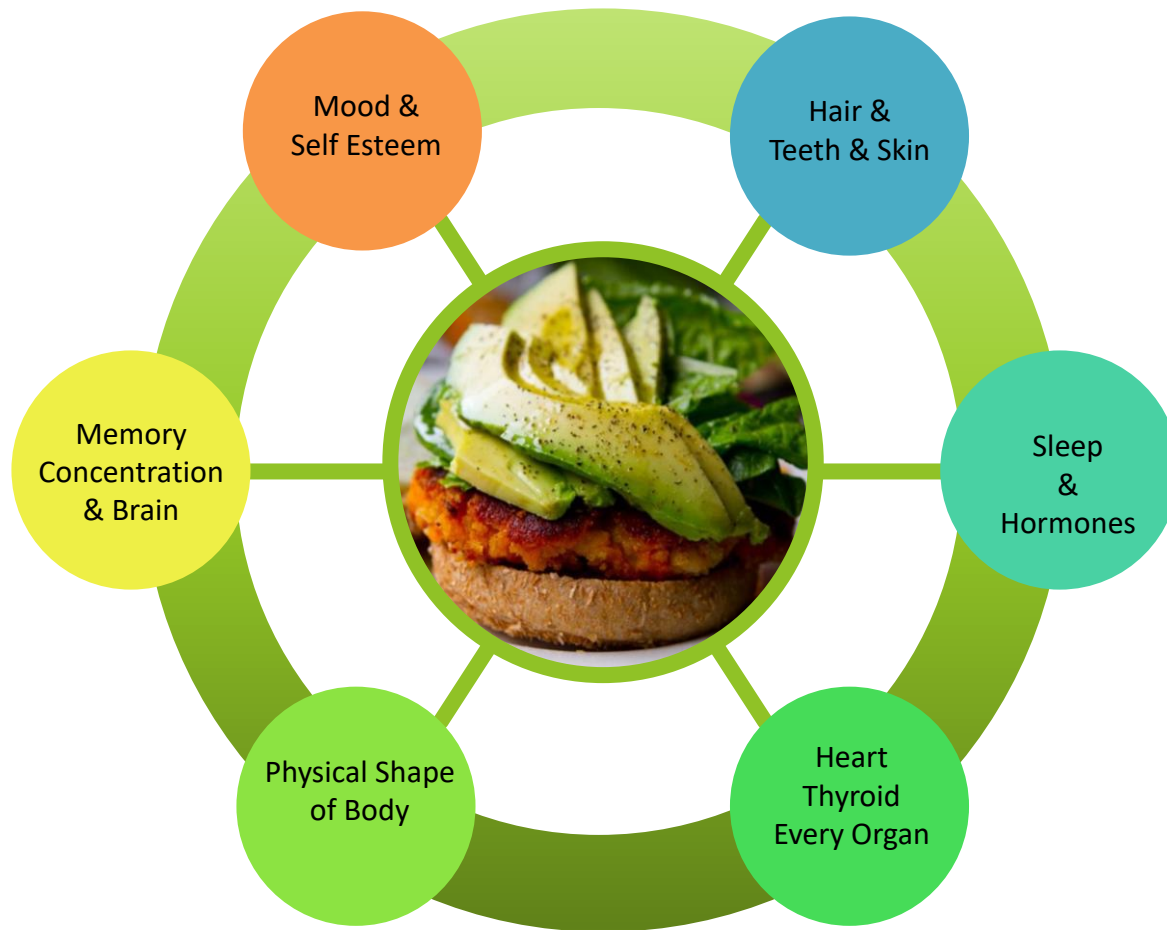 Mood &
Self Esteem
Hair &
Teeth & Skin
Memory
Concentration
& Brain
Sleep
&
Hormones
Physical Shape
of Body
Heart
Thyroid
Every Organ